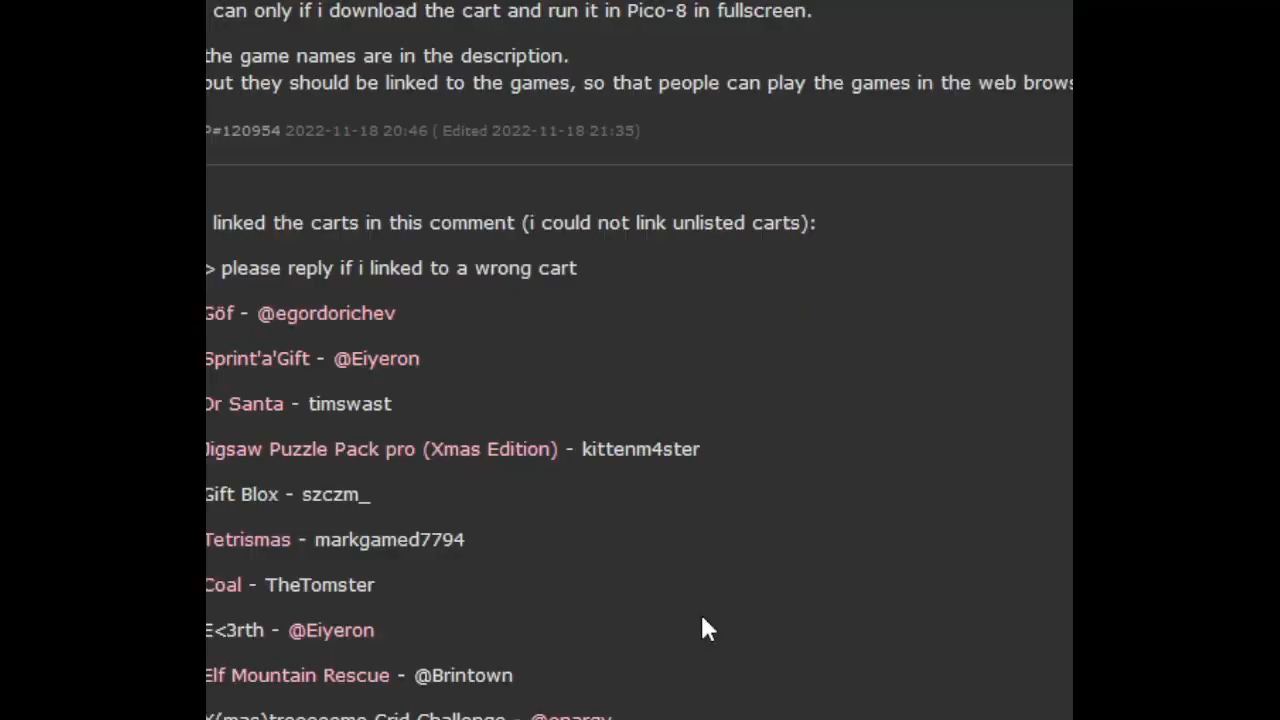 can only if i download the cart and run it in Pico-8 in fullscreen.
the game names are in the description.
but they should be linked to the games, so that people can play the games in the web brows
P#120954 2022-11-18 20:46 ( Edited 2022-11-18 21:35)
linked the carts in this comment (i could not link unlisted carts):
> please reply if i linked to a wrong cart
Göf - @egordorichev
Sprint'a'Gift - @Eiyeron
Dr Santa - timswast
Jigsaw Puzzle Pack pro (Xmas Edition) - kittenm4ster
Gift Blox - szczm_
Tetrismas - markgamed7794
Coal - TheTomster
E<3rth - @Eiyeron
Elf Mountain Rescue - @Brintown
Grid Challenge - @enargy